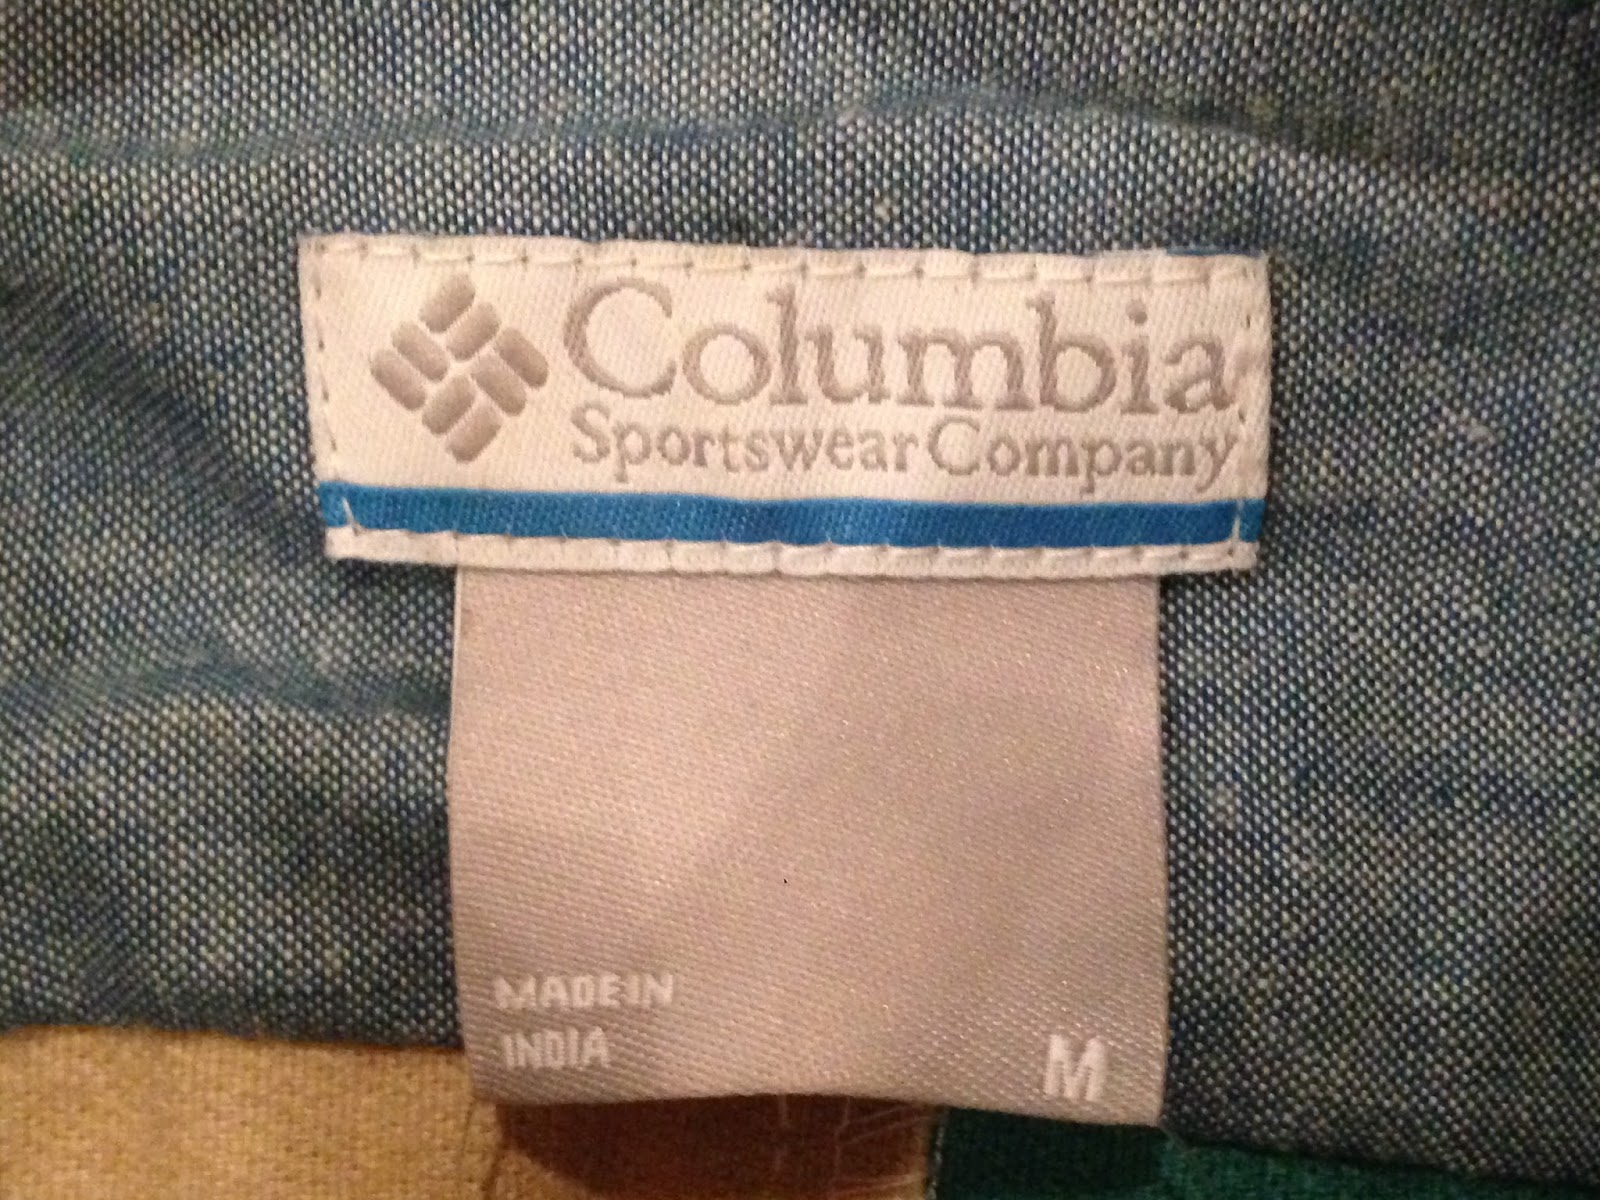 Columbia
Sportswear Company
MADE IN
INDIA
M